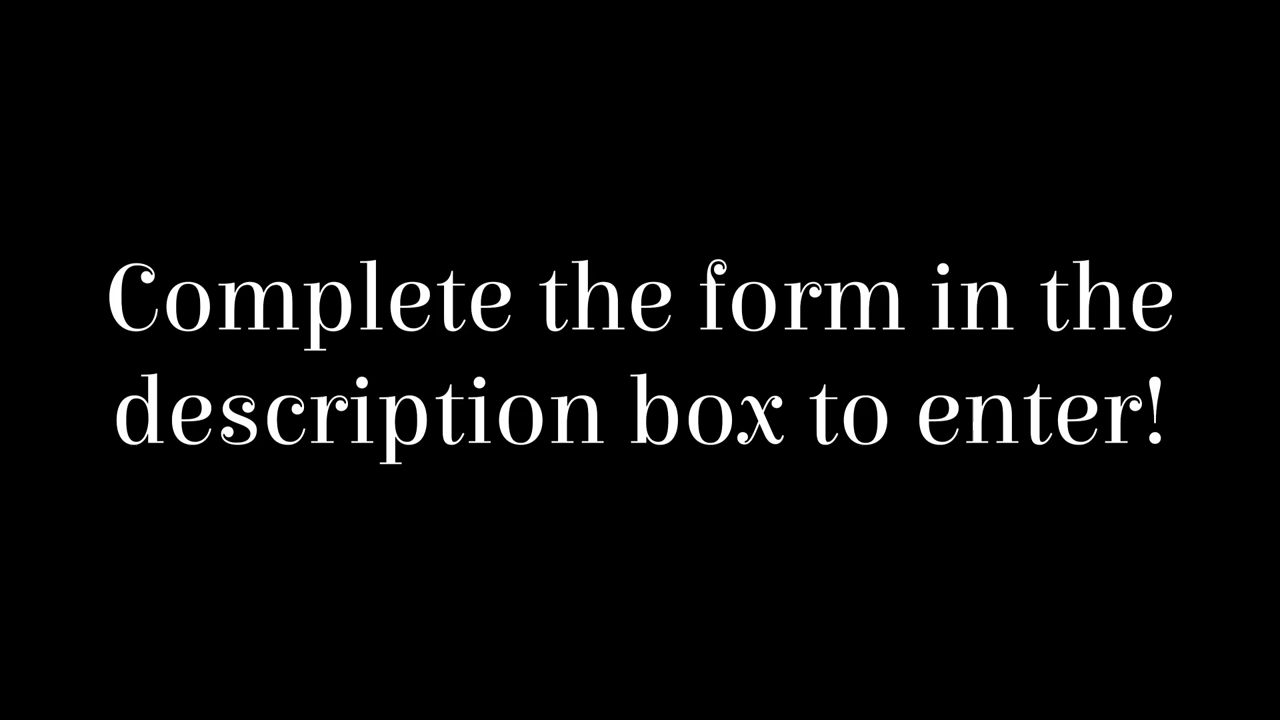 Complete the form in the
description box to enter!